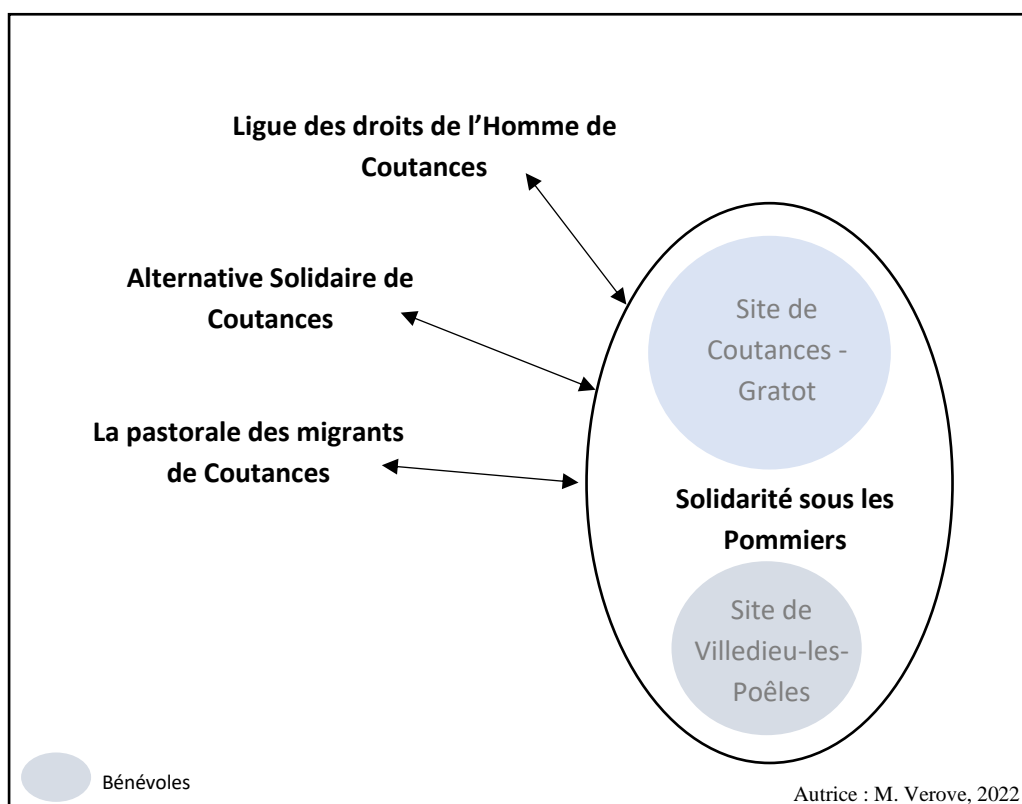 Ligue des droits de l’Homme de
Coutances
Alternative Solidaire de
Coutances
La pastorale des migrants
de Coutances
Site de
Coutances -
Gratot
Solidarité sous les
Pommiers
Site de
Villedieu-les-
Poêles
Bénévoles
Autrice : M. Verove, 2022